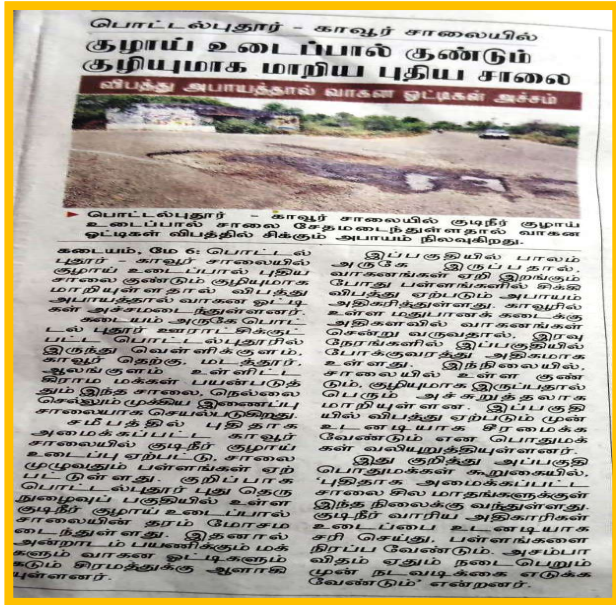 பொட்டல்புதூர் – காவூர் சாலையில்
குழாய் உடைப்பால் குண்டும்
குழியுமாக மாறிய புதிய சாலை
விபத்து அபாயத்தால் வாகன ஓட்டிகள் அச்சம்
பொட்டல்புதூர் – காவூர் சாலையில் குடிநீர் குழாய்
உடைப்பால் சாலை சேதமடைந்துள்ளதால் வாகன
ஓட்டிகள் விபத்தில் சிக்கும் அபாயம் நிலவுகிறது.
கடையம், மே 6: பொட்டல்
புதூர் – காவூர் சாலையில்
குழாய் உடைப்பால் புதிய
சாலை குண்டும் குழியுமாக
மாறியுள்ளதால் விபத்து
அபாயத்தால் வாகன ஓட்டி
கள் அச்சமடைந்துள்ளனர்.
கடையம் அருகே பொட்
டல் புதூர் ஊராட்சிக்குட்
பட்ட பொட்டல்புதூரில்
இருந்து வெள்ளிக்குளம்,
காவூர் தெற்கு, மடத்தூர்,
ஆலங்குளம் உள்ளிட்ட
கிராம மக்கள் பயன்படுத்
தும் இந்த சாலை, நெல்லை
செல்லும் முக்கிய இணைப்பு
சாலையாக செயல்படுகிறது.
சமீபத்தில் புதிதாக
அமைக்கப்பட்ட காவூர்
சாலையில் குடிநீர் குழாய்
உடைப்பு ஏற்பட்டு, சாலை
முழுவதும் பள்ளங்கள் ஏற்
பட்டுள்ளது. குறிப்பாக
பொட்டல்புதூர் புது தெரு
நுழைவுப் பகுதியில் உள்ள
குடிநீர் குழாய் உடைப்பால்
சாலையின் தரம் மோசம
டைந்துள்ளது. இதனால்
அன்றாடம் பயணிக்கும் மக்
களும் வாகன ஓட்டிகளும்
கடும் சிரமத்துக்கு ஆளாகி
யுள்ளனர்.
இப்பகுதியில் பாலம்
அருகே இருப்பதால்,
வாகனங்கள் ஏறி இறங்கும்
போது பள்ளங்களில் சிக்கி
விபத்து ஏற்படும் அபாயம்
அதிகரித்துள்ளது. காவூரில்
உள்ள மதுபானக் கடைக்கு
அதிகளவில் வாகனங்கள்
சென்று வருவதால், இரவு
நேரங்களில் இப்பகுதியில்
போக்குவரத்து அதிகமாக
உள்ளது. இந்நிலையில்,
சாலையில் உள்ள குண்
டும், குழியுமாக இருப்பதால்
பெரும் அச்சுறுத்தலாக
மாறியுள்ளன. இப்பகுதி
யில் விபத்து ஏற்படும் முன்
உடனடியாக சீரமைக்க
வேண்டும் என பொதுமக்
கள் வலியுறுத்தியுள்ளனர்.
இது குறித்து அப்பகுதி
பொதுமக்கள் கூறுகையில்,
'புதிதாக அமைக்கப்பட்ட
சாலை சில மாதங்களுக்குள்
இந்த நிலைக்கு வந்துள்ளது.
குடிநீர் வாரிய அதிகாரிகள்
உடைப்பை உடனடியாக
சரி செய்து, பள்ளங்களை
நிரப்ப வேண்டும். அசம்பா
விதம் ஏதும் நடைபெறும்
முன் நடவடிக்கை எடுக்க
வேண்டும்' என்றனர்.